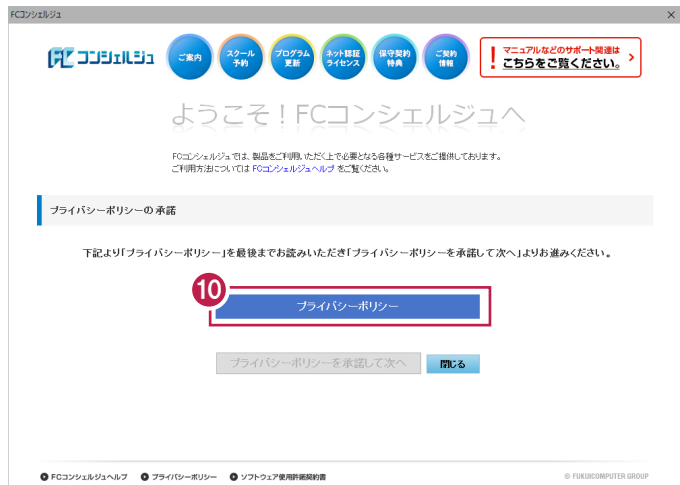 FCコンシェルジュ
FCコンシェルジュ
ご案内
スクール
予約
プログラム
更新
ネット認証
ライセンス
保守契約
特典
ご契約
情報
マニュアルなどのサポート関連は
こちらをご覧ください。
ようこそ！FCコンシェルジュへ
FCコンシェルジュでは、製品をご利用いただく上で必要となる各種サービスをご提供しております。
ご利用方法については FCコンシェルジュヘルプ をご覧ください。
プライバシーポリシーの承諾
下記より「プライバシーポリシー」を最後までお読みいただき「プライバシーポリシーを承諾して次へ」よりお進みください。
10
プライバシーポリシー
プライバシーポリシーを承諾して次へ
閉じる
FCコンシェルジュヘルプ プライバシーポリシー ソフトウェア使用許諾契約書
© FUKUICOMPUTER GROUP